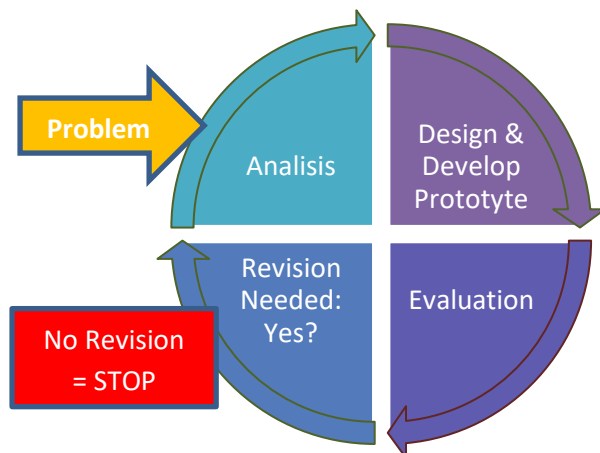 Problem
Analisis
Design &
Develop
Prototyte
Revision
Needed:
Yes?
Evaluation
No Revision
= STOP